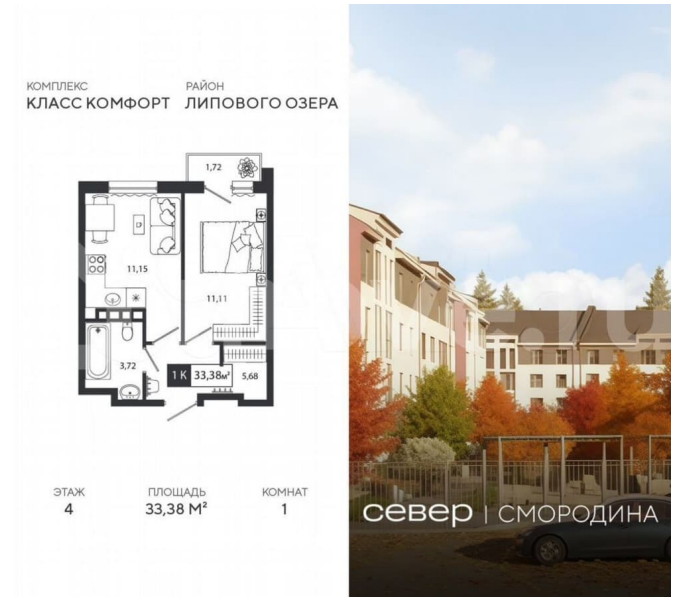 КОМПЛЕКС
КЛАСС КОМФОРТ
РАЙОН
ЛИПОВОГО ОЗЕРА
1,72
11,15
11,11
3,72
1 К
33,38м²
5,68
ЭТАЖ
4
ПЛОЩАДЬ
33,38 М²
КОМНАТ
1
север | СМОРОДИНА